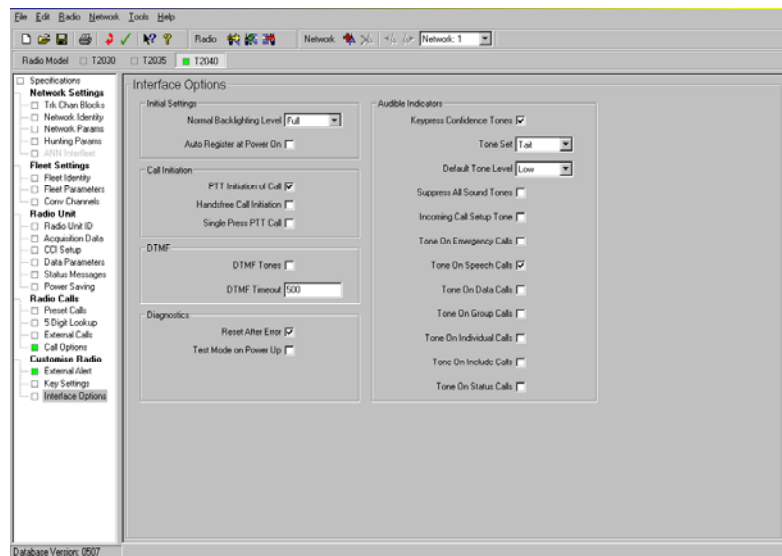 File Edit Radio Network Tools Help
Radio Network Network: 1
Radio Model T2030 T2035 T2040
Specifications
Network Settings
Trk Chan Blocks
Network Identity
Network Params
Hunting Params
ANN Interfleet
Fleet Settings
Fleet Identity
Fleet Parameters
Conv Channels
Radio Unit
Radio Unit ID
Acquisition Data
CCI Setup
Data Parameters
Status Messages
Power Saving
Radio Calls
Preset Calls
5 Digit Lookup
External Calls
Call Options
Customise Radio
External Alert
Key Settings
Interface Options
Interface Options
Initial Settings
Normal Backlighting Level Full
Auto Register at Power On
Call Initiation
PTT Initiation of Call
Handsfree Call Initiation
Single Press PTT Call
DTMF
DTMF Tones
DTMF Timeout 500
Diagnostics
Reset After Error
Test Mode on Power Up
Audible Indicators
Keypress Confidence Tones
Tone Set Tait
Default Tone Level Low
Suppress All Sound Tones
Incoming Call Setup Tone
Tone On Emergency Calls
Tone On Speech Calls
Tone On Data Calls
Tone On Group Calls
Tone On Individual Calls
Tone On Include Calls
Tone On Status Calls
Database Version: 0507